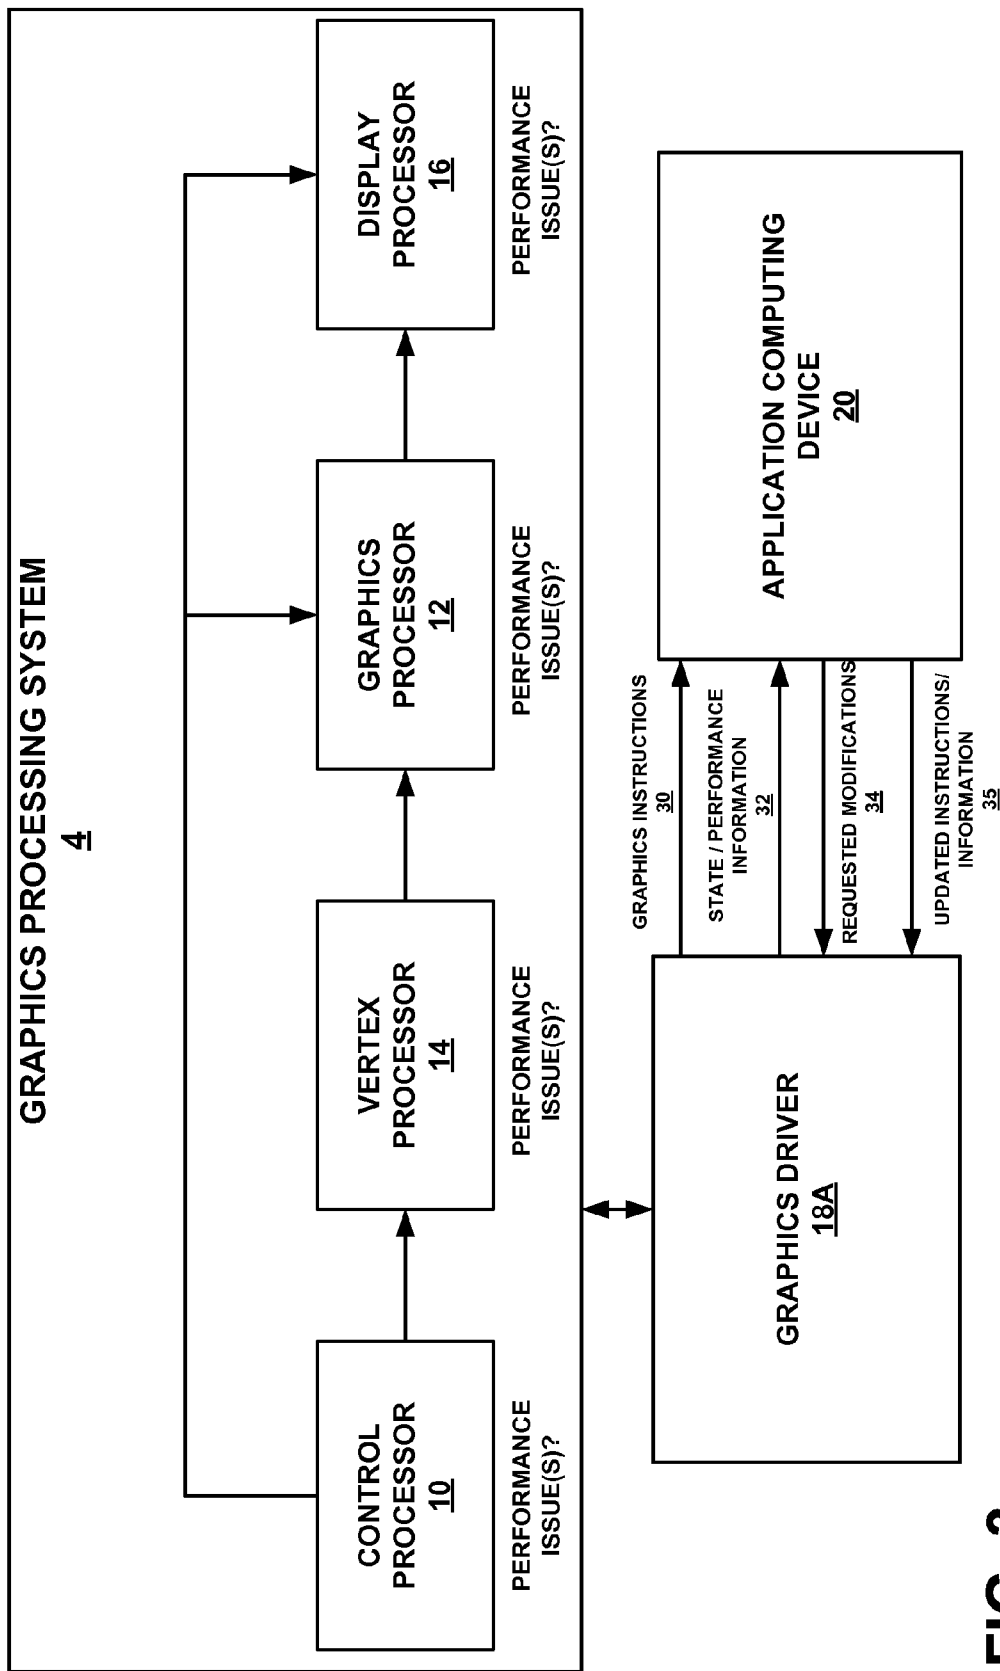 GRAPHICS PROCESSING SYSTEM
4
CONTROL
PROCESSOR
10
PERFORMANCE
ISSUE(S)?
VERTEX
PROCESSOR
14
PERFORMANCE
ISSUE(S)?
GRAPHICS
PROCESSOR
12
PERFORMANCE
ISSUE(S)?
DISPLAY
PROCESSOR
16
PERFORMANCE
ISSUE(S)?
GRAPHICS DRIVER
18A
GRAPHICS INSTRUCTIONS
30
STATE / PERFORMANCE
INFORMATION
32
REQUESTED MODIFICATIONS
34
UPDATED INSTRUCTIONS/
INFORMATION
35
APPLICATION COMPUTING
DEVICE
20
FIG.